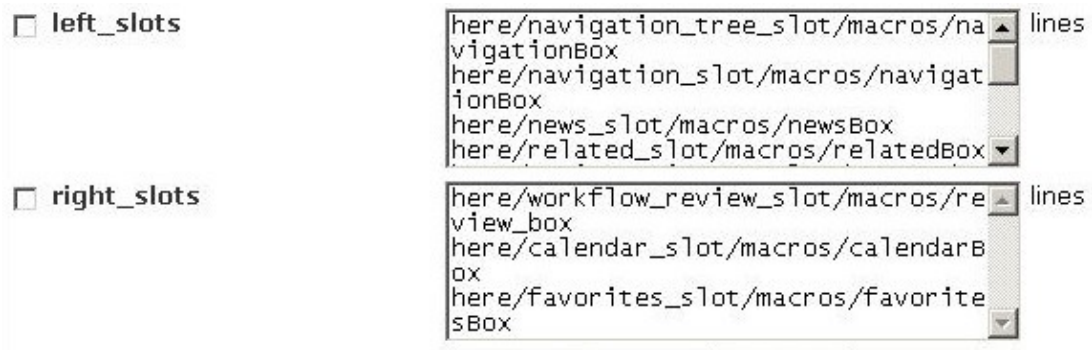 left_slots
here/navigation_tree_slot/macros/na
vigationBox
here/navigation_slot/macros/navigat
ionBox
here/news_slot/macros/newsBox
here/related_slot/macros/relatedBox
lines
right_slots
here/workflow_review_slot/macros/re
view_box
here/calendar_slot/macros/calendarB
ox
here/favorites_slot/macros/favorite
sBox
lines